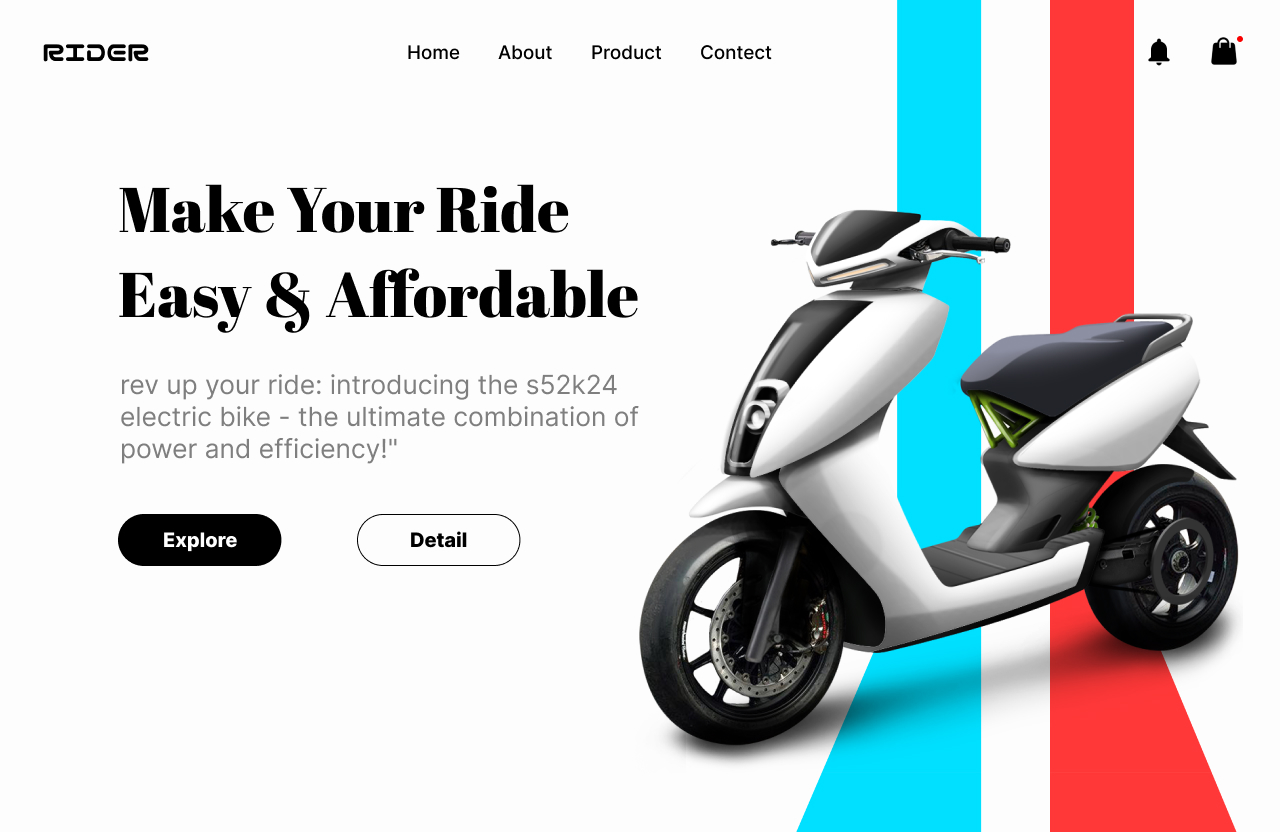 RIDER
Home About Product Contect
Make Your Ride
Easy & Affordable
rev up your ride: introducing the s52k24
electric bike - the ultimate combination of
power and efficiency!"
Explore Detail